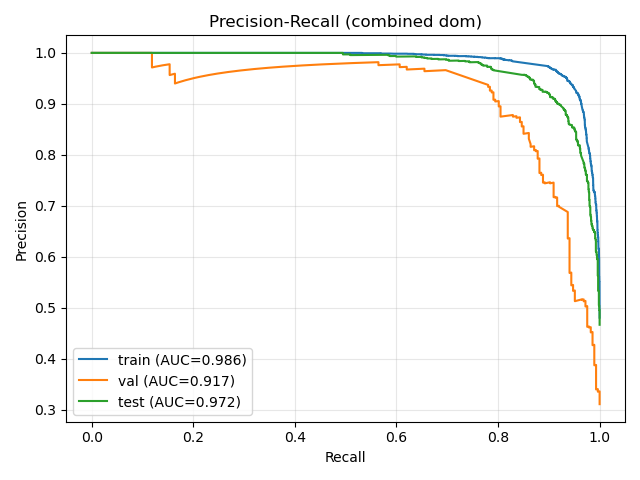 Precision-Recall (combined dom)
1.0
0.9
0.8
0.7
0.6
0.5
0.4
0.3
Precision
train (AUC=0.986)
val (AUC=0.917)
test (AUC=0.972)
0.0 0.2 0.4 0.6 0.8 1.0
Recall